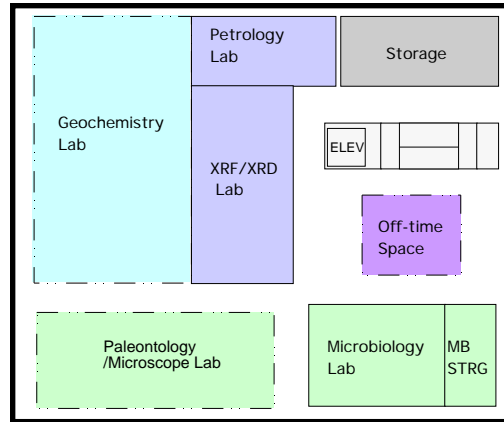 Petrology
Lab
Storage
Geochemistry
Lab
ELEV
XRF/XRD
Lab
Off-time
Space
Paleontology
/Microscope Lab
Microbiology
Lab
MB
STRG